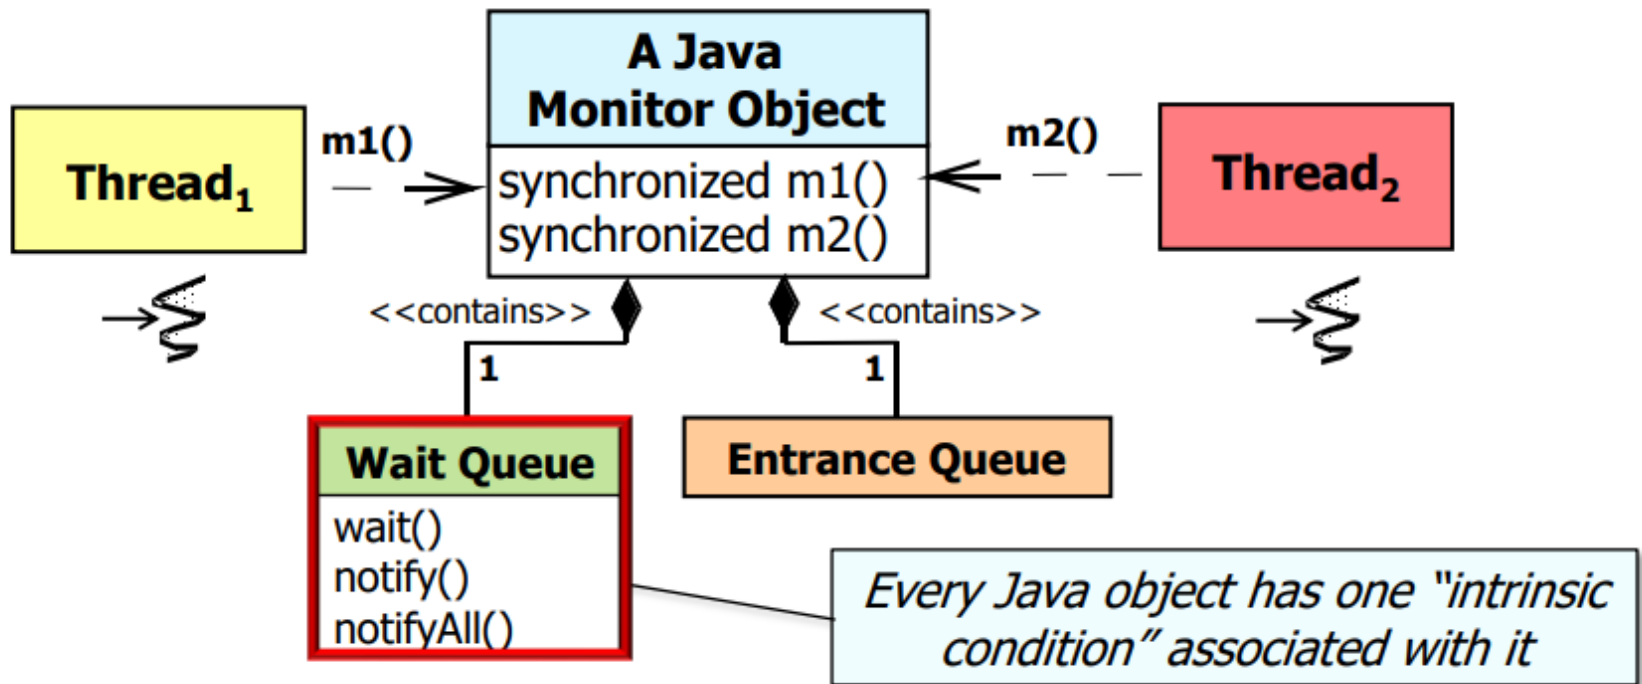 A Java
Monitor Object
Thread1
m1()
synchronized m1()
synchronized m2()
m2()
Thread2
<<contains>>
<<contains>>
1
1
Wait Queue
wait()
notify()
notifyAll()
Entrance Queue
Every Java object has one “intrinsic
condition” associated with it